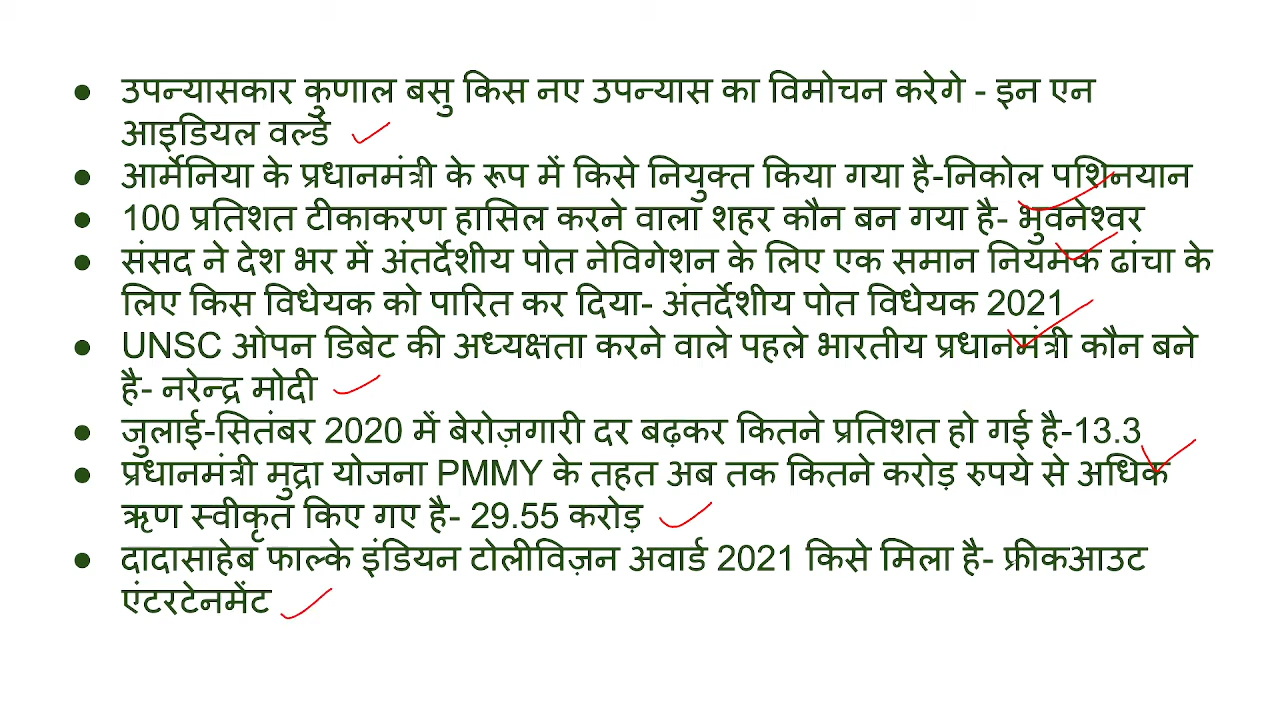 उपन्यासकार कुणाल बसु किस नए उपन्यास का विमोचन करेगे - इन एन
आइडियल वर्ल्ड
आर्मेनिया के प्रधानमंत्री के रूप में किसे नियुक्त किया गया है-निकोल पशिनयान
100 प्रतिशत टीकाकरण हासिल करने वाला शहर कौन बन गया है- भुवनेश्वर
संसद ने देश भर में अंतर्देशीय पोत नेविगेशन के लिए एक समान नियमक ढांचा के
लिए किस विधेयक को पारित कर दिया- अंतर्देशीय पोत विधेयक 2021
UNSC ओपन डिबेट की अध्यक्षता करने वाले पहले भारतीय प्रधानमंत्री कौन बने
है- नरेन्द्र मोदी
जुलाई-सितंबर 2020 में बेरोज़गारी दर बढ़कर कितने प्रतिशत हो गई है-13.3
प्रधानमंत्री मुद्रा योजना PMMY के तहत अब तक कितने करोड़ रुपये से अधिक
ऋण स्वीकृत किए गए है- 29.55 करोड़
दादासाहेब फाल्के इंडियन टोलीविज़न अवार्ड 2021 किसे मिला है- फ्रीकआउट
एंटरटेनमेंट